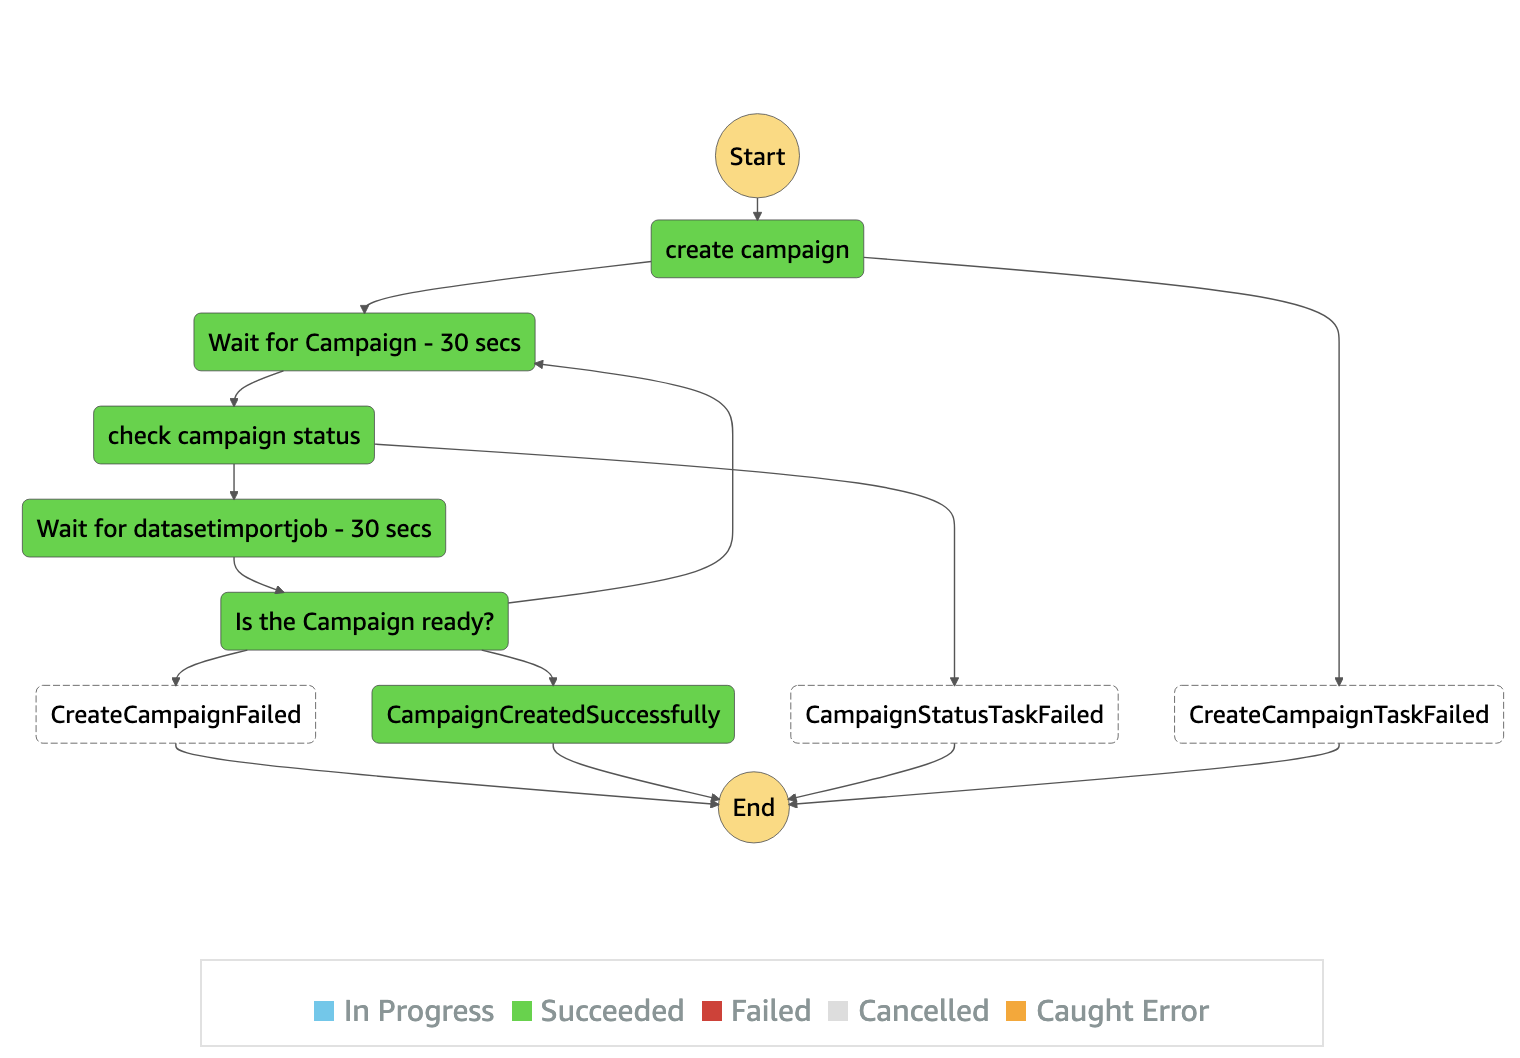 Start
create campaign
Wait for Campaign - 30 secs
check campaign status
Wait for datasetimportjob - 30 secs
Is the Campaign ready?
CreateCampaignFailed
CampaignCreatedSuccessfully
CampaignStatusTaskFailed
CreateCampaignTaskFailed
End
In Progress
Succeeded
Failed
Cancelled
Caught Error